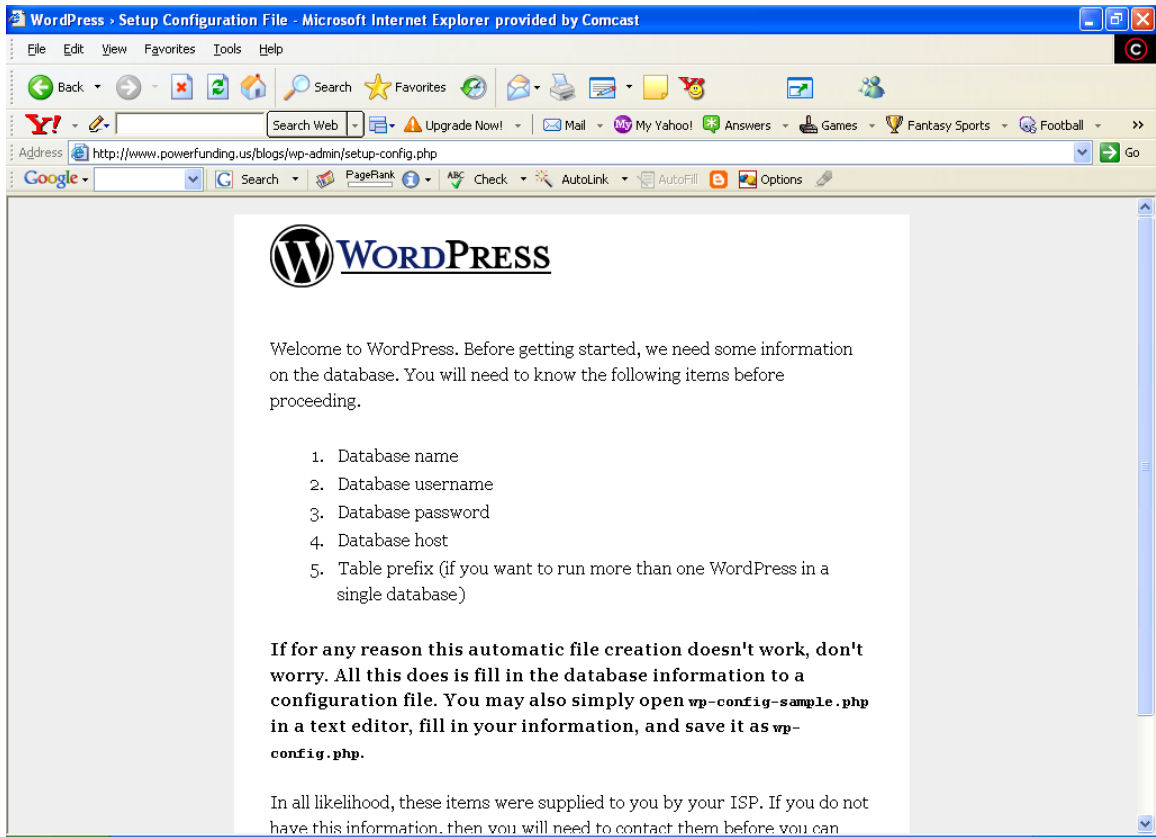 WordPress › Setup Configuration File - Microsoft Internet Explorer provided by Comcast
File Edit View Favorites Tools Help
Back Search Favorites
Y! Search Web Upgrade Now! Mail My My Yahoo! Answers Games Fantasy Sports Football »
Address http://www.powerfunding.us/blogs/wp-admin/setup-config.php Go
Google G Search PageRank ABC Check AutoLink AutoFill Options
W WORDPRESS
Welcome to WordPress. Before getting started, we need some information
on the database. You will need to know the following items before
proceeding.
1. Database name
2. Database username
3. Database password
4. Database host
5. Table prefix (if you want to run more than one WordPress in a
single database)
If for any reason this automatic file creation doesn't work, don't
worry. All this does is fill in the database information to a
configuration file. You may also simply open wp-config-sample.php
in a text editor, fill in your information, and save it as wp-
config.php.
In all likelihood, these items were supplied to you by your ISP. If you do not
have this information, then you will need to contact them before you can